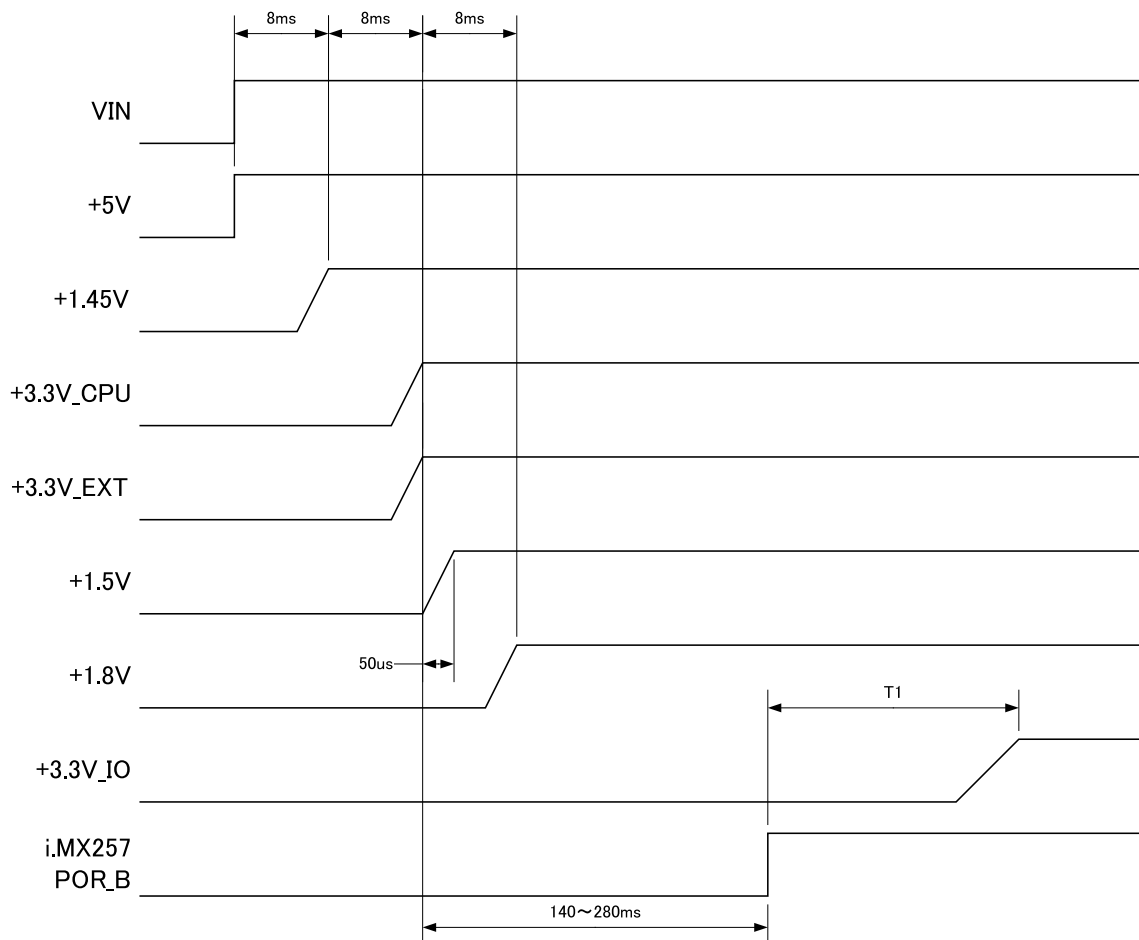 8ms 8ms 8ms
VIN
+5V
+1.45V
+3.3V_CPU
+3.3V_EXT
+1.5V
50us
+1.8V
T1
+3.3V_IO
i.MX257
POR_B
140～280ms